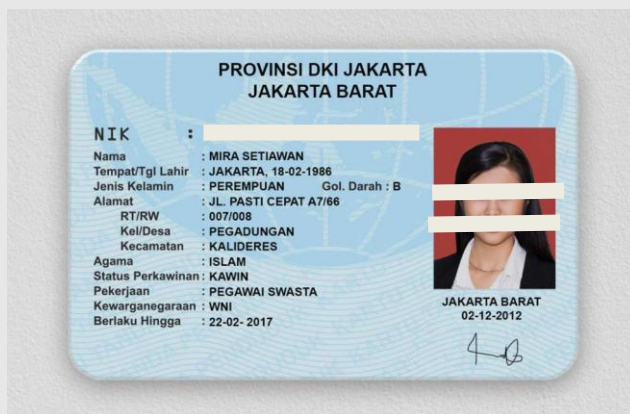 PROVINSI DKI JAKARTA
JAKARTA BARAT
NIK :
Nama : MIRA SETIAWAN
Tempat/Tgl Lahir : JAKARTA, 18-02-1986
Jenis Kelamin : PEREMPUAN Gol. Darah : B
Alamat : JL. PASTI CEPAT A7/66
RT/RW : 007/008
Kel/Desa : PEGADUNGAN
Kecamatan : KALIDERES
Agama : ISLAM
Status Perkawinan : KAWIN
Pekerjaan : PEGAWAI SWASTA
Kewarganegaraan : WNI
Berlaku Hingga : 22-02- 2017
JAKARTA BARAT
02-12-2012